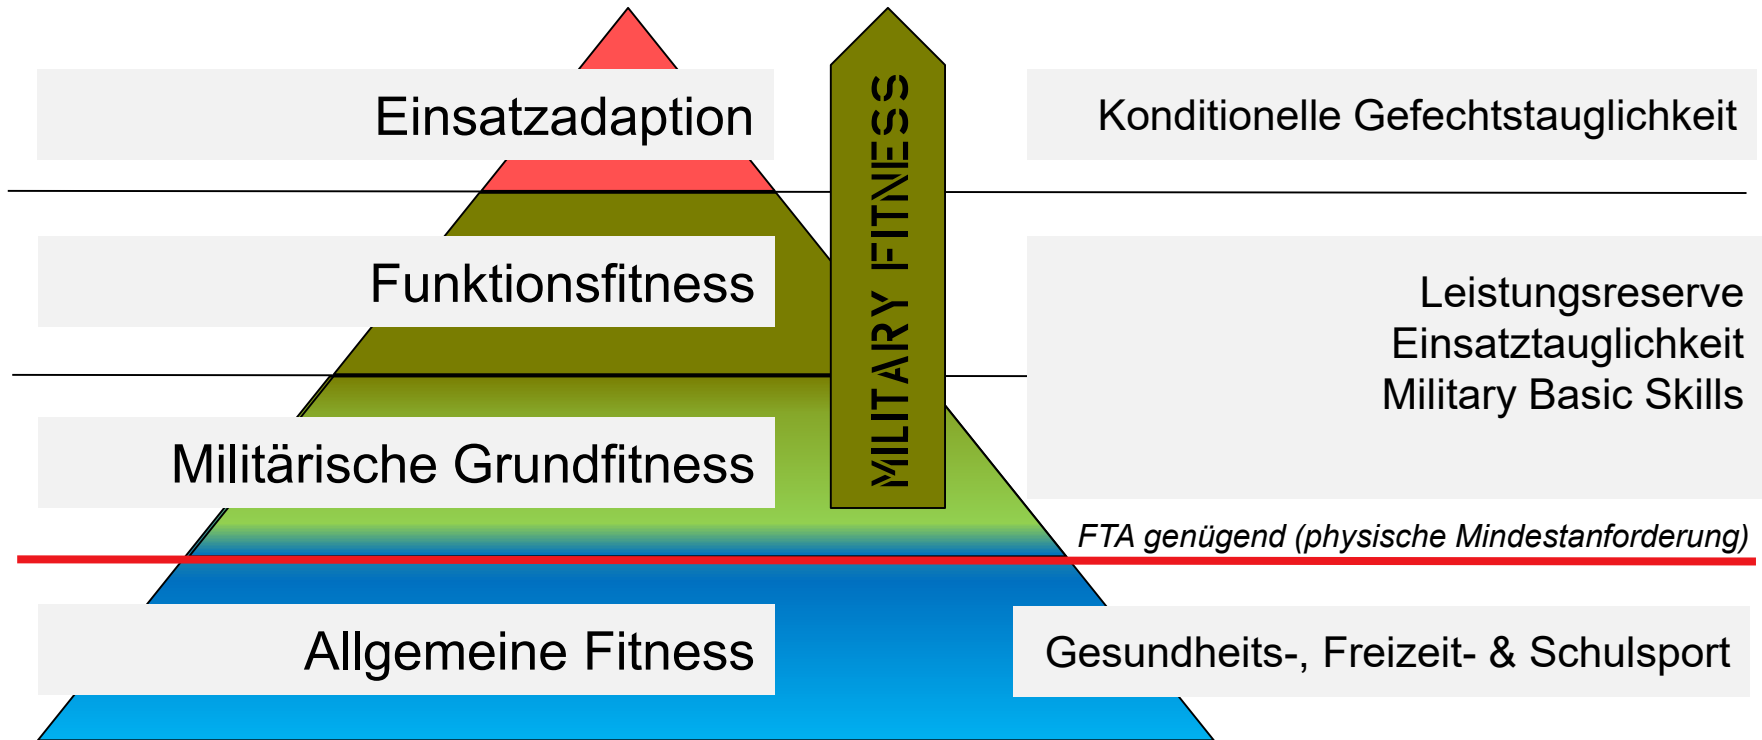 Einsatzadaption
Konditionelle Gefechtstauglichkeit
MILITARY FITNESS
Funktionsfitness
Leistungsreserve
Einsatztauglichkeit
Military Basic Skills
Militärische Grundfitness
FTA genügend (physische Mindestanforderung)
Allgemeine Fitness
Gesundheits-, Freizeit- & Schulsport